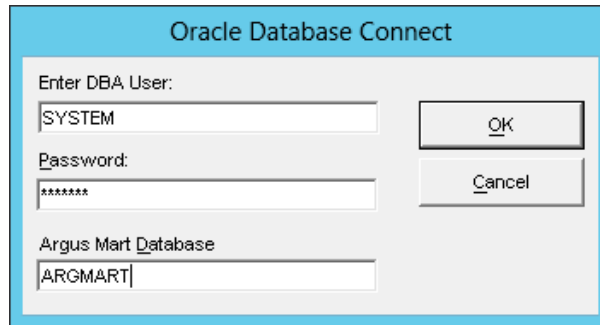 Oracle Database Connect
Enter DBA User:
SYSTEM
OK
Password:
*******
Cancel
Argus Mart Database
ARGMART